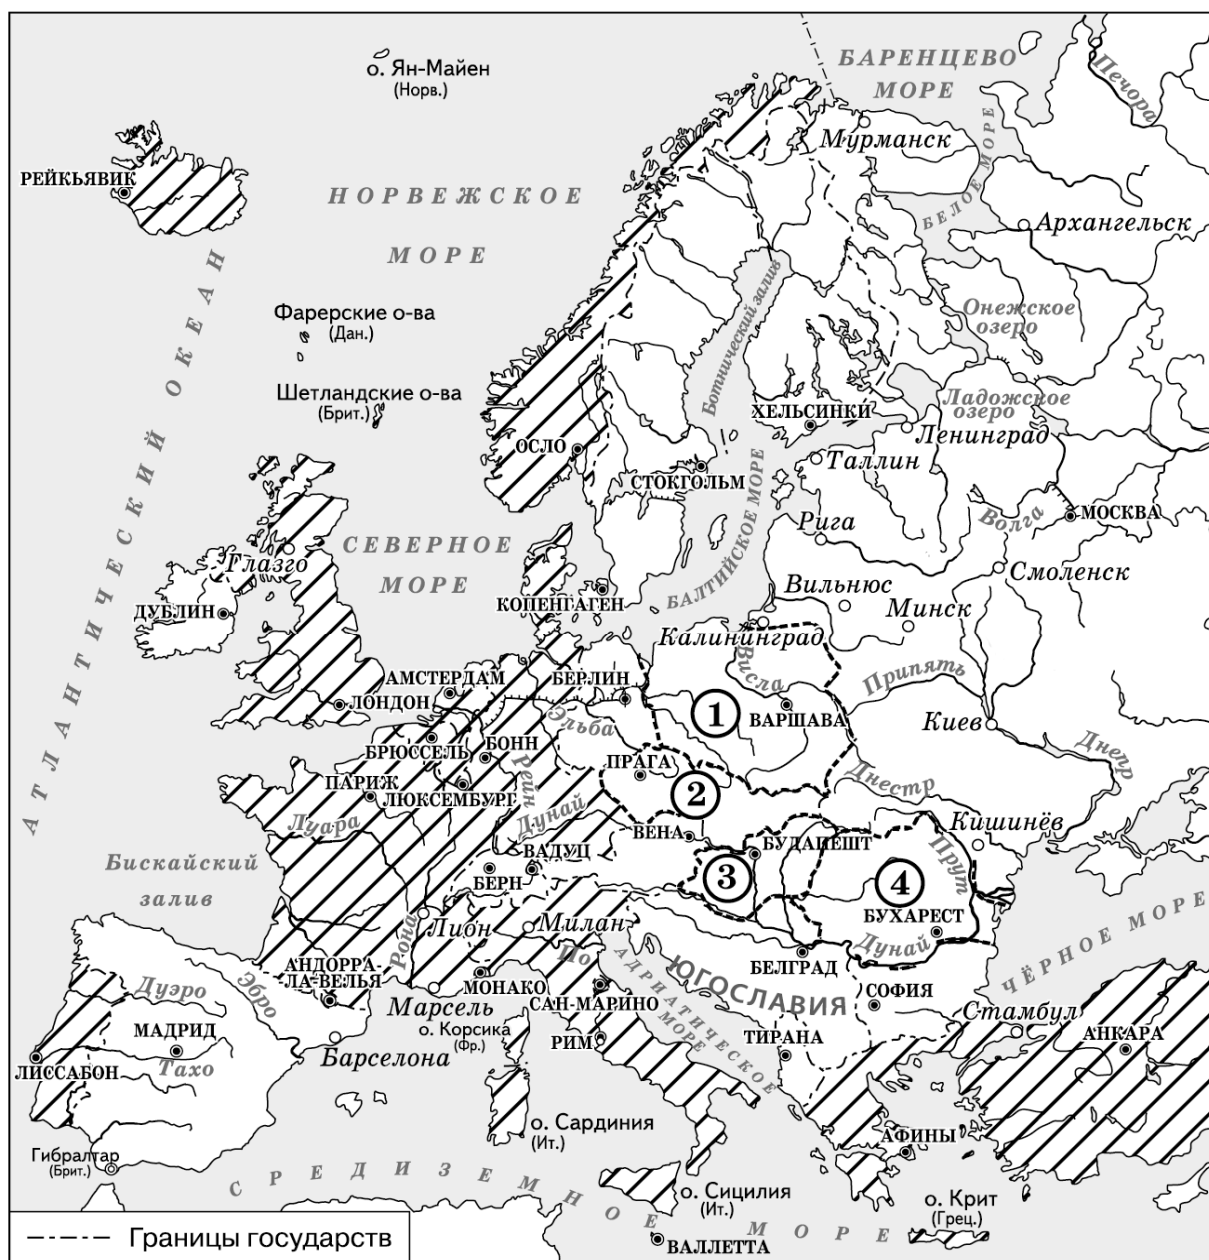 БАРЕНЦЕВО
МОРЕ
Печора
о. Ян-Майен
(Норв.)
Мурманск
БЕЛОЕ МОРЕ
РЕЙКЬЯВИК
НОРВЕЖСКОЕ
МОРЕ
Архангельск
АТЛАНТИЧЕСКИЙ ОКЕАН
Ботнический залив
Фарерские о-ва
(Дан.)
Онежское
озеро
Шетландские о-ва
(Брит.)
Ладожское
озеро
ХЕЛЬСИНКИ
Ленинград
ОСЛО
Таллин
СТОКГОЛЬМ
БАЛТИЙСКОЕ МОРЕ
Рига
Волга
МОСКВА
СЕВЕРНОЕ
МОРЕ
Глазго
Смоленск
ДУБЛИН
КОПЕНГАГЕН
Вильнюс
Минск
Калининград
Висла
Припять
АМСТЕРДАМ
БЕРЛИН
ЛОНДОН
1
ВАРШАВА
Эльба
Киев
БРЮССЕЛЬ
БОНН
Днепр
ПРАГА
Рейн
ПАРИЖ
ЛЮКСЕМБУРГ
2
Днестр
Луара
Дунай
ВЕНА
Кишинёв
БУДАПЕШТ
Бискайский
залив
ВАДУЦ
БЕРН
3
4
Прут
БУХАРЕСТ
Лион
Милан
Рона
По
Дунай
ЧЁРНОЕ МОРЕ
АНДОРРА-
ЛА-ВЕЛЬЯ
БЕЛГРАД
ЮГОСЛАВИЯ
АДРИАТИЧЕСКОЕ
МОРЕ
Дуэро
Эбро
МОНАКО
САН-МАРИНО
СОФИЯ
Марсель
Стамбул
МАДРИД
о. Корсика
(Фр.)
РИМ
ТИРАНА
АНКАРА
Барселона
ЛИССАБОН
Тахо
о. Сардиния
(Ит.)
АФИНЫ
Гибралтар
(Брит.)
СРЕДИЗЕМНОЕ МОРЕ
о. Сицилия
(Ит.)
о. Крит
(Грец.)
Границы государств
ВАЛЛЕТТА